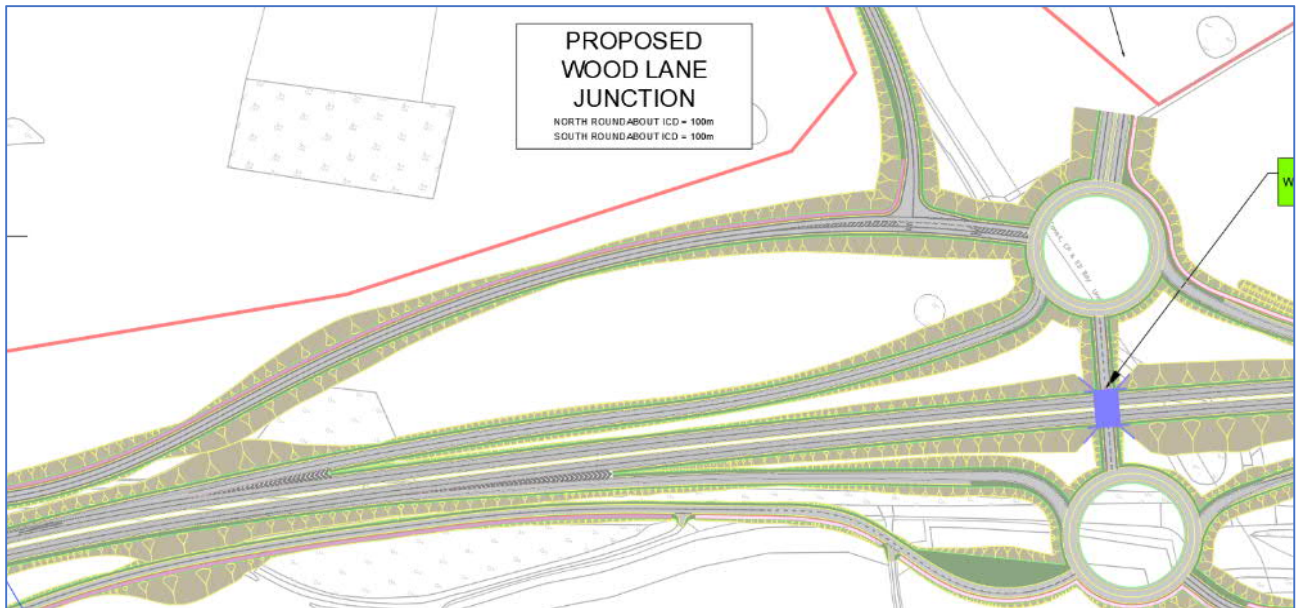 PROPOSED
WOOD LANE
JUNCTION
NORTH ROUNDABOUT ICD = 100m
SOUTH ROUNDABOUT ICD = 100m
W